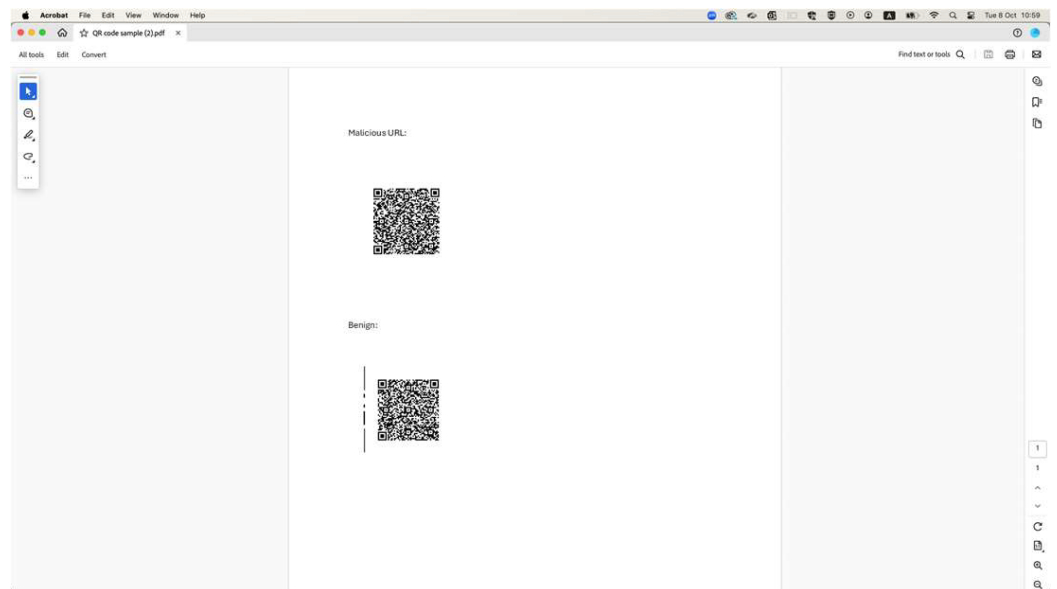 Acrobat File Edit View Window Help Tue 8 Oct 10:59
QR code sample (2).pdf
All tools Edit Convert Find text or tools
Malicious URL:
Benign:
1
1